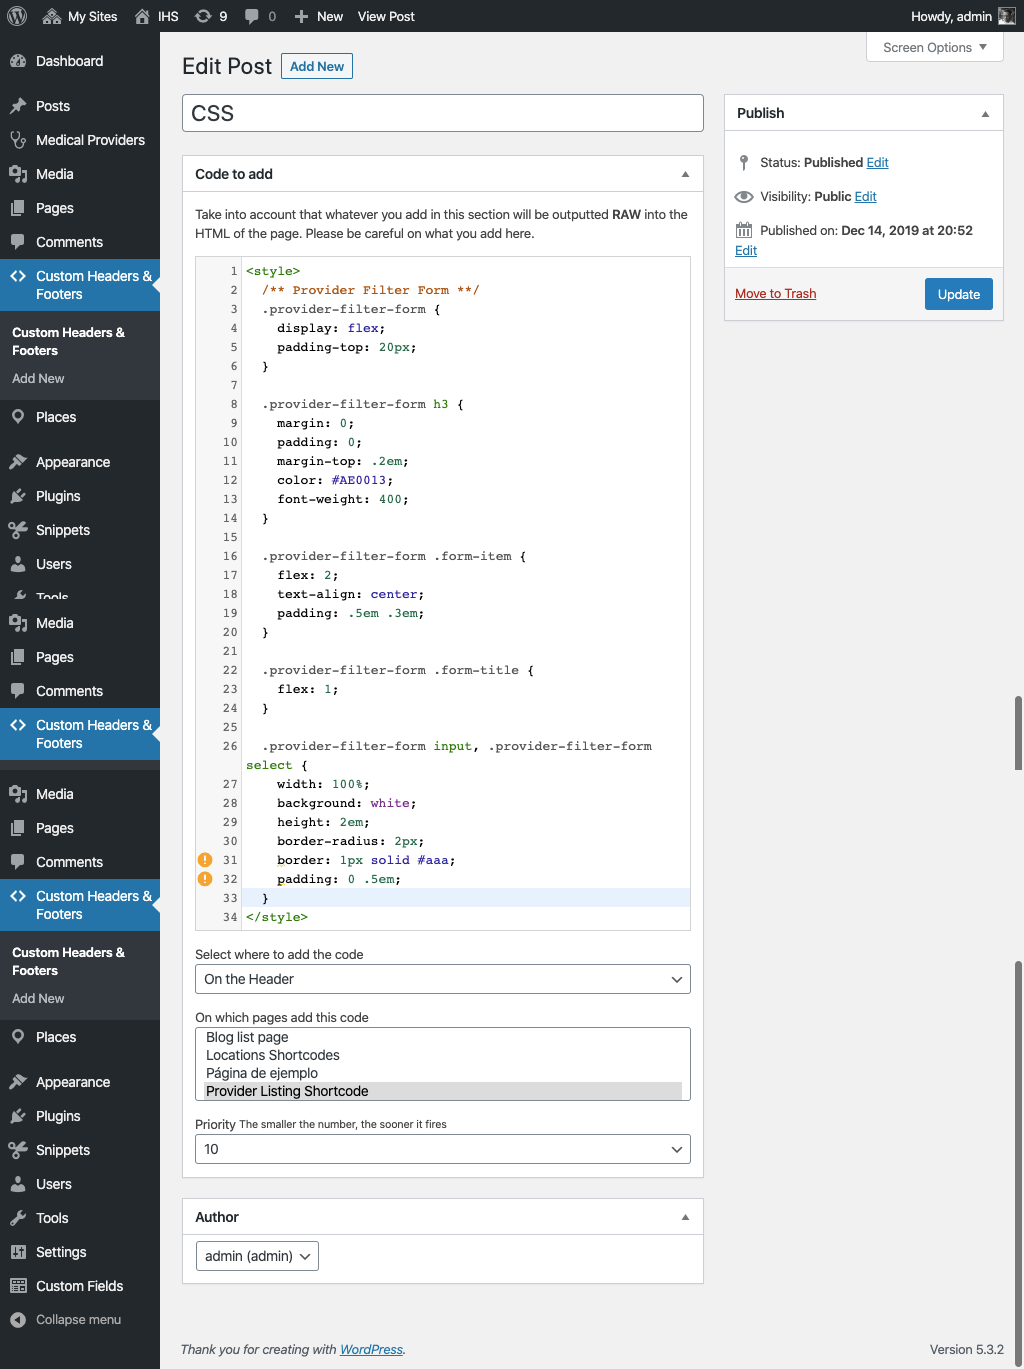 My Sites
IHS
9
0
New
View Post
Howdy, admin
Screen Options
Dashboard
Posts
Medical Providers
Media
Pages
Comments
Custom Headers &
Footers
Custom Headers &
Footers
Add New
Places
Appearance
Plugins
Snippets
Users
Tools
Media
Pages
Comments
Custom Headers &
Footers
Media
Pages
Comments
Custom Headers &
Footers
Custom Headers &
Footers
Add New
Places
Appearance
Plugins
Snippets
Users
Tools
Settings
Custom Fields
Collapse menu
Edit Post
Add New
CSS
Code to add
Take into account that whatever you add in this section will be outputted RAW into the
HTML of the page. Please be careful on what you add here.
1 <style>
2 /** Provider Filter Form **/
3 .provider-filter-form {
4 display: flex;
5 padding-top: 20px;
6 }
7
8 .provider-filter-form h3 {
9 margin: 0;
10 padding: 0;
11 margin-top: .2em;
12 color: #AE0013;
13 font-weight: 400;
14 }
15
16 .provider-filter-form .form-item {
17 flex: 2;
18 text-align: center;
19 padding: .5em .3em;
20 }
21
22 .provider-filter-form .form-title {
23 flex: 1;
24 }
25
26 .provider-filter-form input, .provider-filter-form
select {
27 width: 100%;
28 background: white;
29 height: 2em;
30 border-radius: 2px;
31 border: 1px solid #aaa;
32 padding: 0 .5em;
33 }
34 </style>
Select where to add the code
On the Header
On which pages add this code
Blog list page
Locations Shortcodes
Página de ejemplo
Provider Listing Shortcode
Priority The smaller the number, the sooner it fires
10
Author
admin (admin)
Publish
Status: Published Edit
Visibility: Public Edit
Published on: Dec 14, 2019 at 20:52
Edit
Move to Trash
Update
Thank you for creating with WordPress.
Version 5.3.2